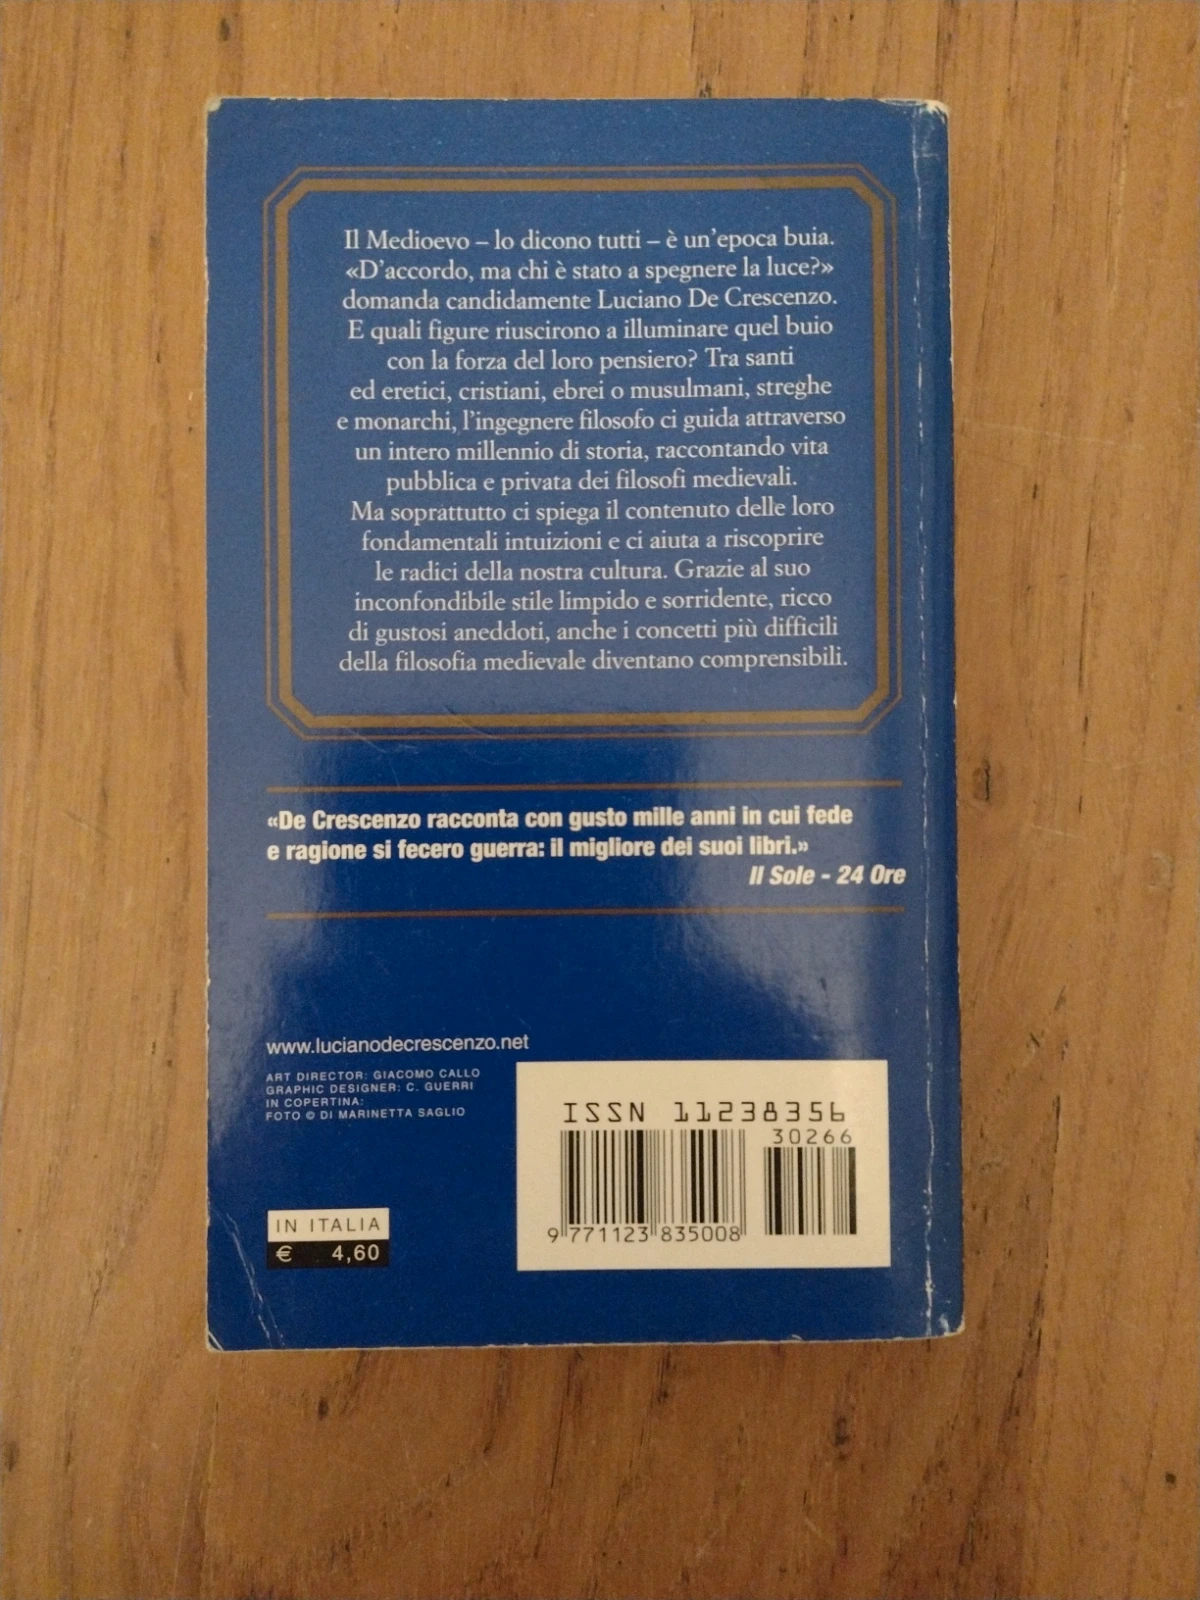 Il Medioevo – lo dicono tutti – è un'epoca buia.
«D'accordo, ma chi è stato a spegnere la luce?»
domanda candidamente Luciano De Crescenzo.
E quali figure riuscirono a illuminare quel buio
con la forza del loro pensiero? Tra santi
ed eretici, cristiani, ebrei o musulmani, streghe
e monarchi, l'ingegnere filosofo ci guida attraverso
un intero millennio di storia, raccontando vita
pubblica e privata dei filosofi medievali.
Ma soprattutto ci spiega il contenuto delle loro
fondamentali intuizioni e ci aiuta a riscoprire
le radici della nostra cultura. Grazie al suo
inconfondibile stile limpido e sorridente, ricco
di gustosi aneddoti, anche i concetti più difficili
della filosofia medievale diventano comprensibili.
«De Crescenzo racconta con gusto mille anni in cui fede
e ragione si fecero guerra: il migliore dei suoi libri.»
Il Sole - 24 Ore
www.lucianodecrescenzo.net
ART DIRECTOR: GIACOMO CALLO
GRAPHIC DESIGNER: C. GUERRI
IN COPERTINA:
FOTO © DI MARINETTA SAGLIO
IN ITALIA
€ 4,60
ISSN 11238356
30266
9 771123 835008